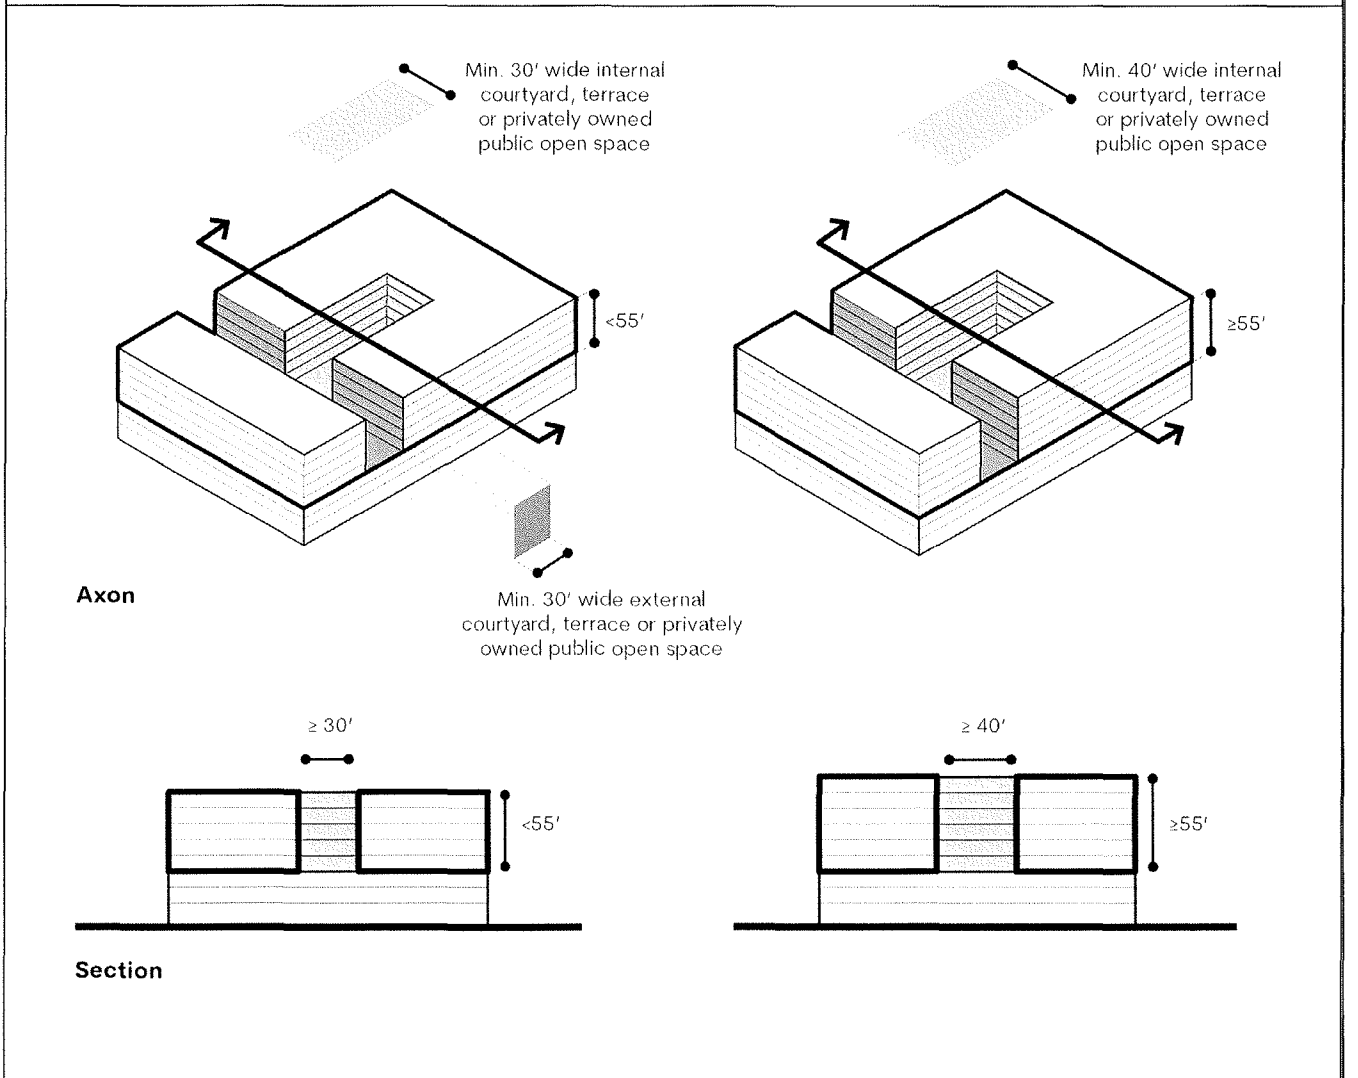 Min. 30′ wide internal
courtyard, terrace
or privately owned
public open space
Min. 40′ wide internal
courtyard, terrace
or privately owned
public open space
<55′
≥55′
Axon
Min. 30′ wide external
courtyard, terrace or privately
owned public open space
≥ 30′
≥ 40′
<55′
≥55′
Section